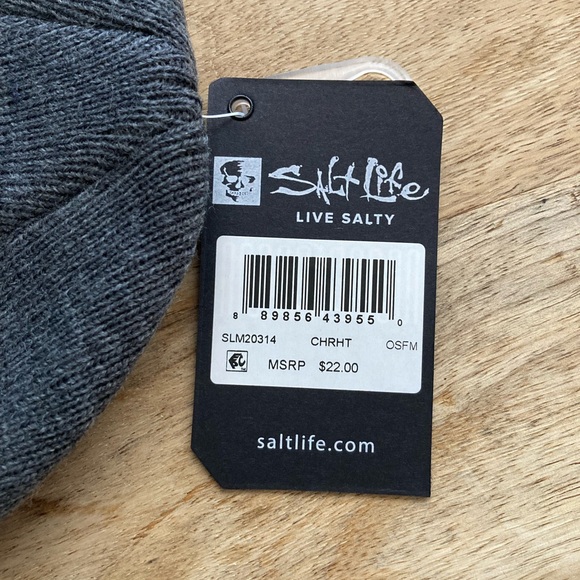 Salt Life
LIVE SALTY
8 89856 43955 0
SLM20314 CHRHT OSFM
MSRP $22.00
saltlife.com